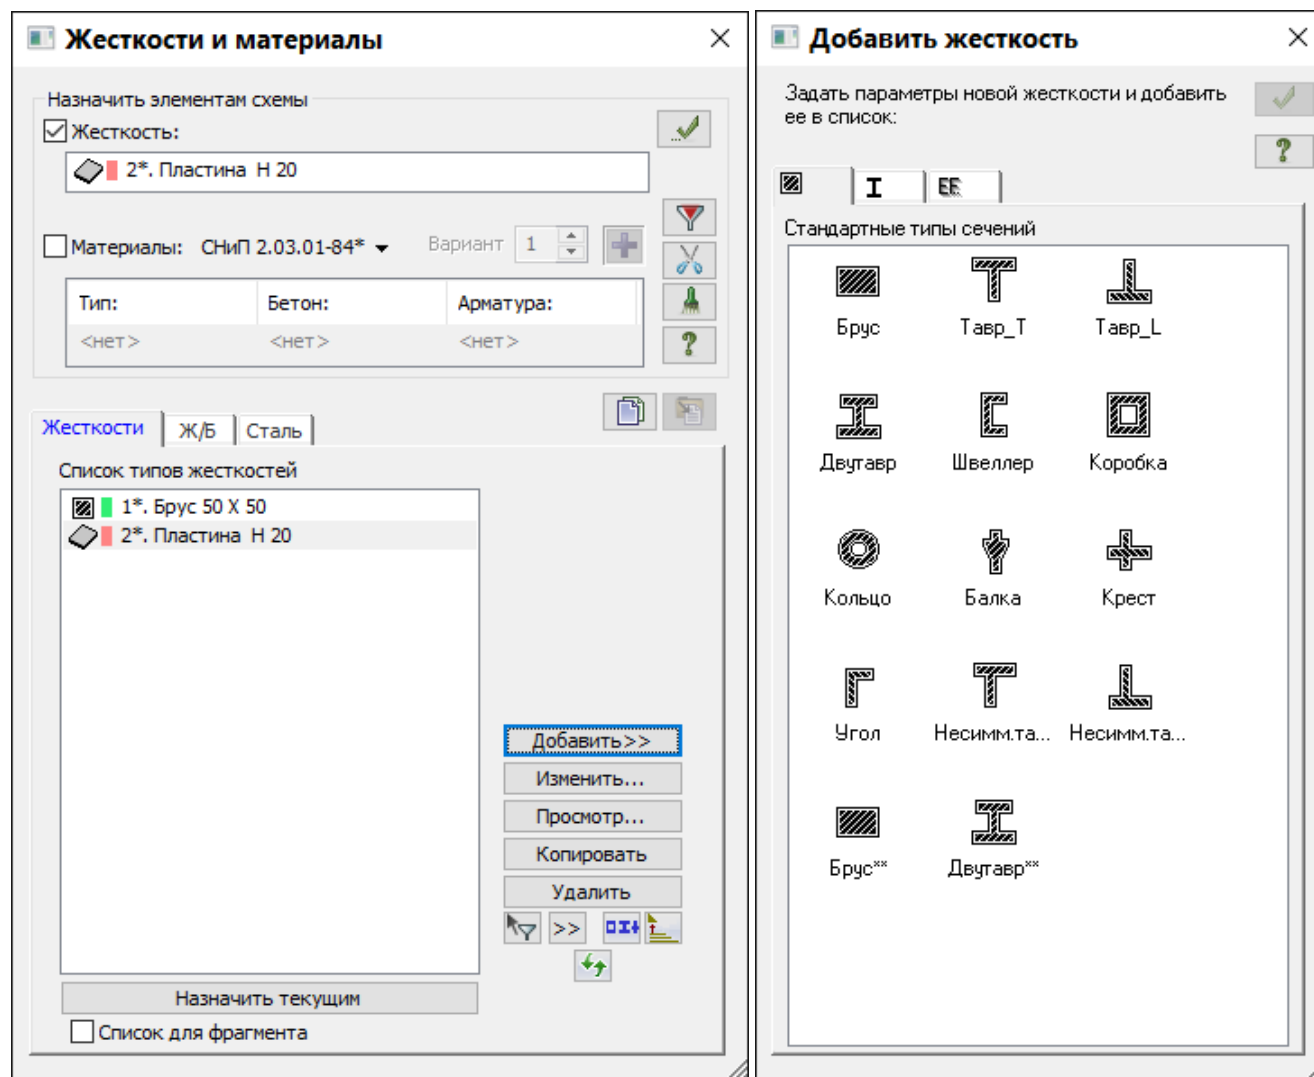 Жесткости и материалы
Назначить элементам схемы
Жесткость:
2*. Пластина H 20
Материалы: СНиП 2.03.01-84* Вариант 1
Тип: Бетон: Арматура:
<нет> <нет> <нет>
Жесткости Ж/Б Сталь
Список типов жесткостей
1*. Брус 50 X 50
2*. Пластина H 20
Добавить>>
Изменить...
Просмотр...
Копировать
Удалить
>>
Назначить текущим
Список для фрагмента
Добавить жесткость
Задать параметры новой жесткости и добавить
ее в список:
Стандартные типы сечений
Брус Тавр_T Тавр_L
Двутавр Швеллер Коробка
Кольцо Балка Крест
Угол Несимм.та... Несимм.та...
Брус** Двутавр**